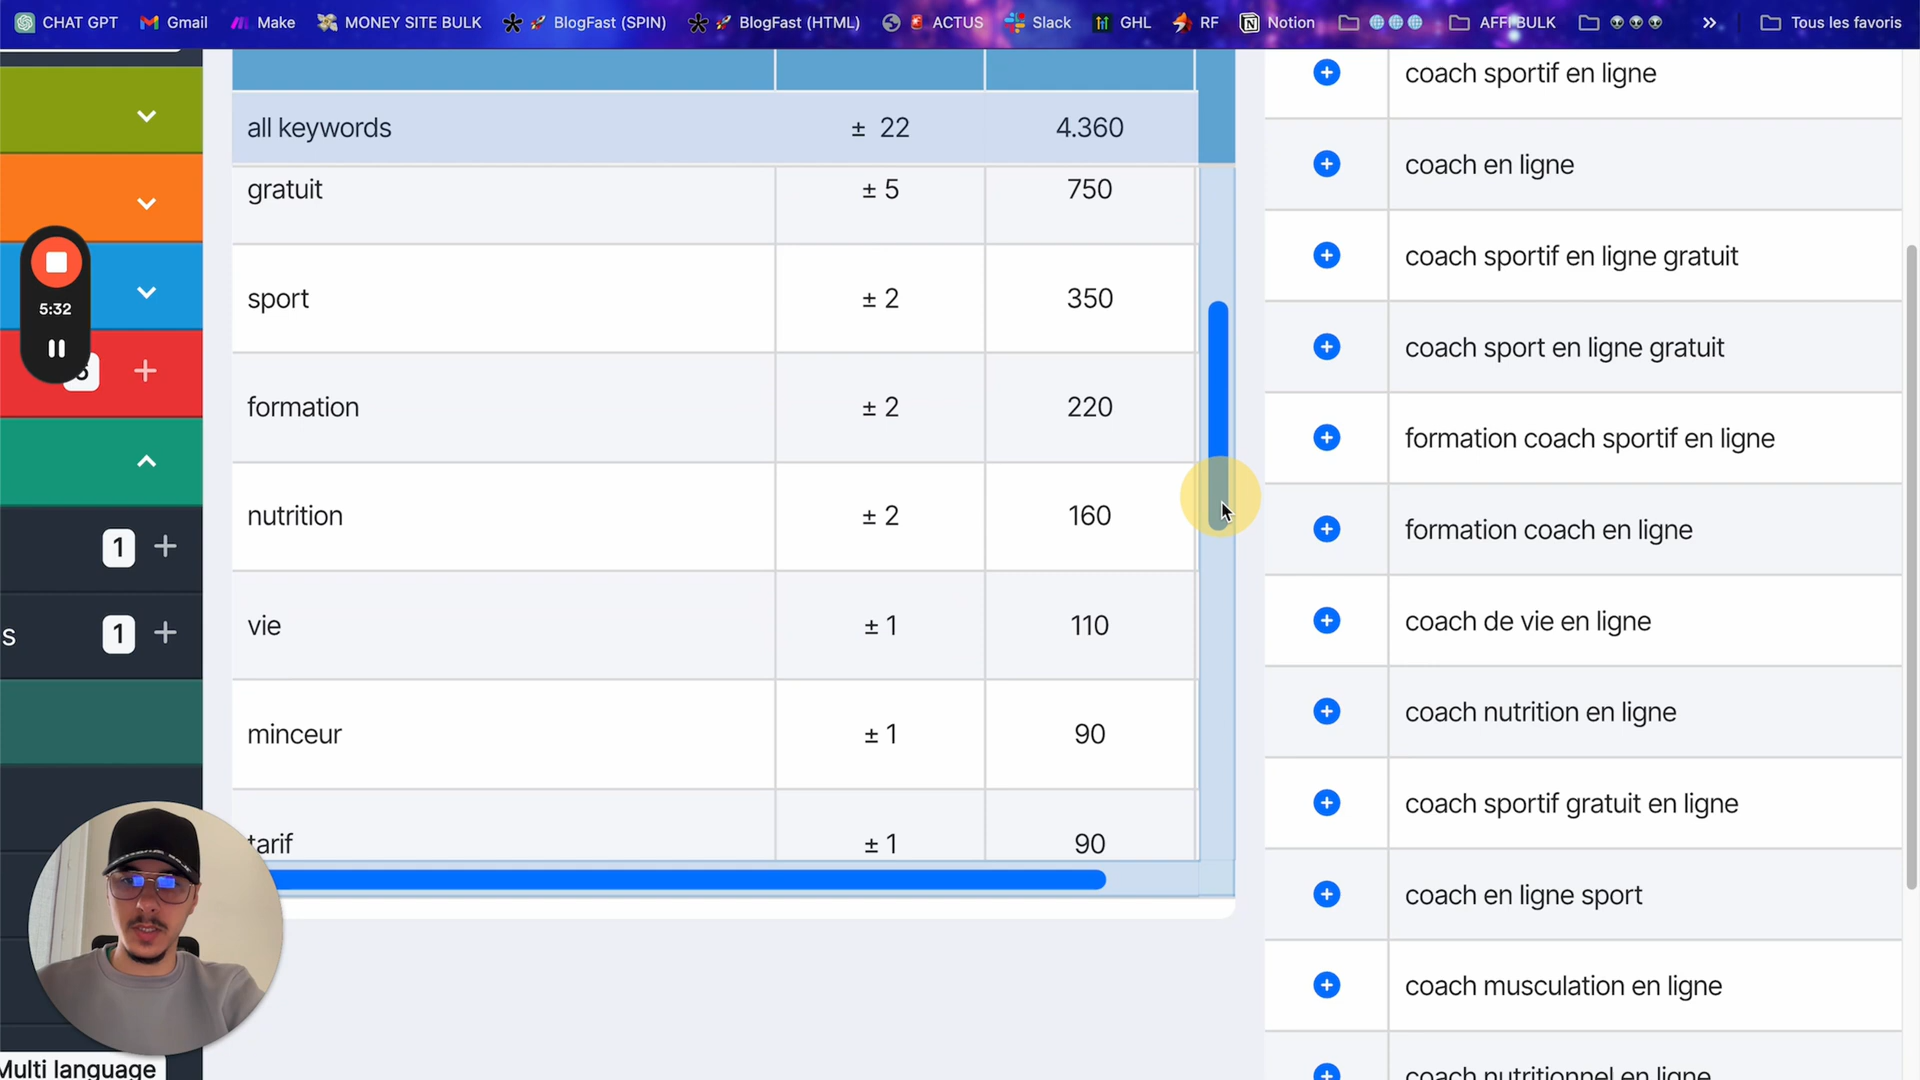 CHAT GPT
Gmail
Make
MONEY SITE BULK
BlogFast (SPIN)
BlogFast (HTML)
ACTUS
Slack
GHL
RF
Notion
AFFI BULK
Tous les favoris
all keywords ± 22 4.360
gratuit ± 5 750
sport ± 2 350
formation ± 2 220
nutrition ± 2 160
vie ± 1 110
minceur ± 1 90
tarif ± 1 90
5:32
1
s 1
Multi language
coach sportif en ligne
coach en ligne
coach sportif en ligne gratuit
coach sport en ligne gratuit
formation coach sportif en ligne
formation coach en ligne
coach de vie en ligne
coach nutrition en ligne
coach sportif gratuit en ligne
coach en ligne sport
coach musculation en ligne
coach nutritionnel en ligne